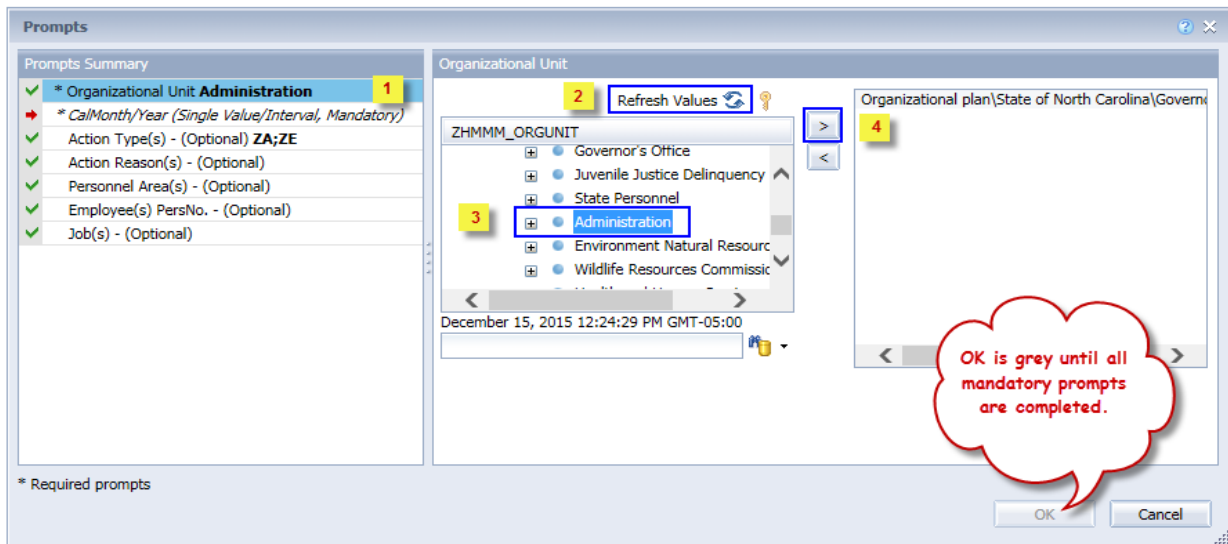 Prompts
Prompts Summary
* Organizational Unit Administration
1
* CalMonth/Year (Single Value/Interval, Mandatory)
Action Type(s) - (Optional) ZA;ZE
Action Reason(s) - (Optional)
Personnel Area(s) - (Optional)
Employee(s) PersNo. - (Optional)
Job(s) - (Optional)
Organizational Unit
2
Refresh Values
ZHMMM_ORGUNIT
Governor's Office
Juvenile Justice Delinquency
State Personnel
3
Administration
Environment Natural Resourc
Wildlife Resources Commissic
December 15, 2015 12:24:29 PM GMT-05:00
>
<
Organizational plan\State of North Carolina\Govern
4
OK is grey until all
mandatory prompts
are completed.
* Required prompts
OK
Cancel